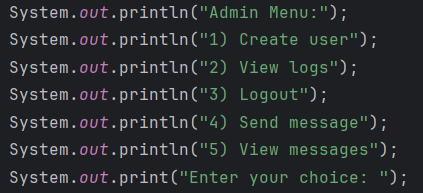 System.out.println("Admin Menu:");
System.out.println("1) Create user");
System.out.println("2) View logs");
System.out.println("3) Logout");
System.out.println("4) Send message");
System.out.println("5) View messages");
System.out.print("Enter your choice: ");